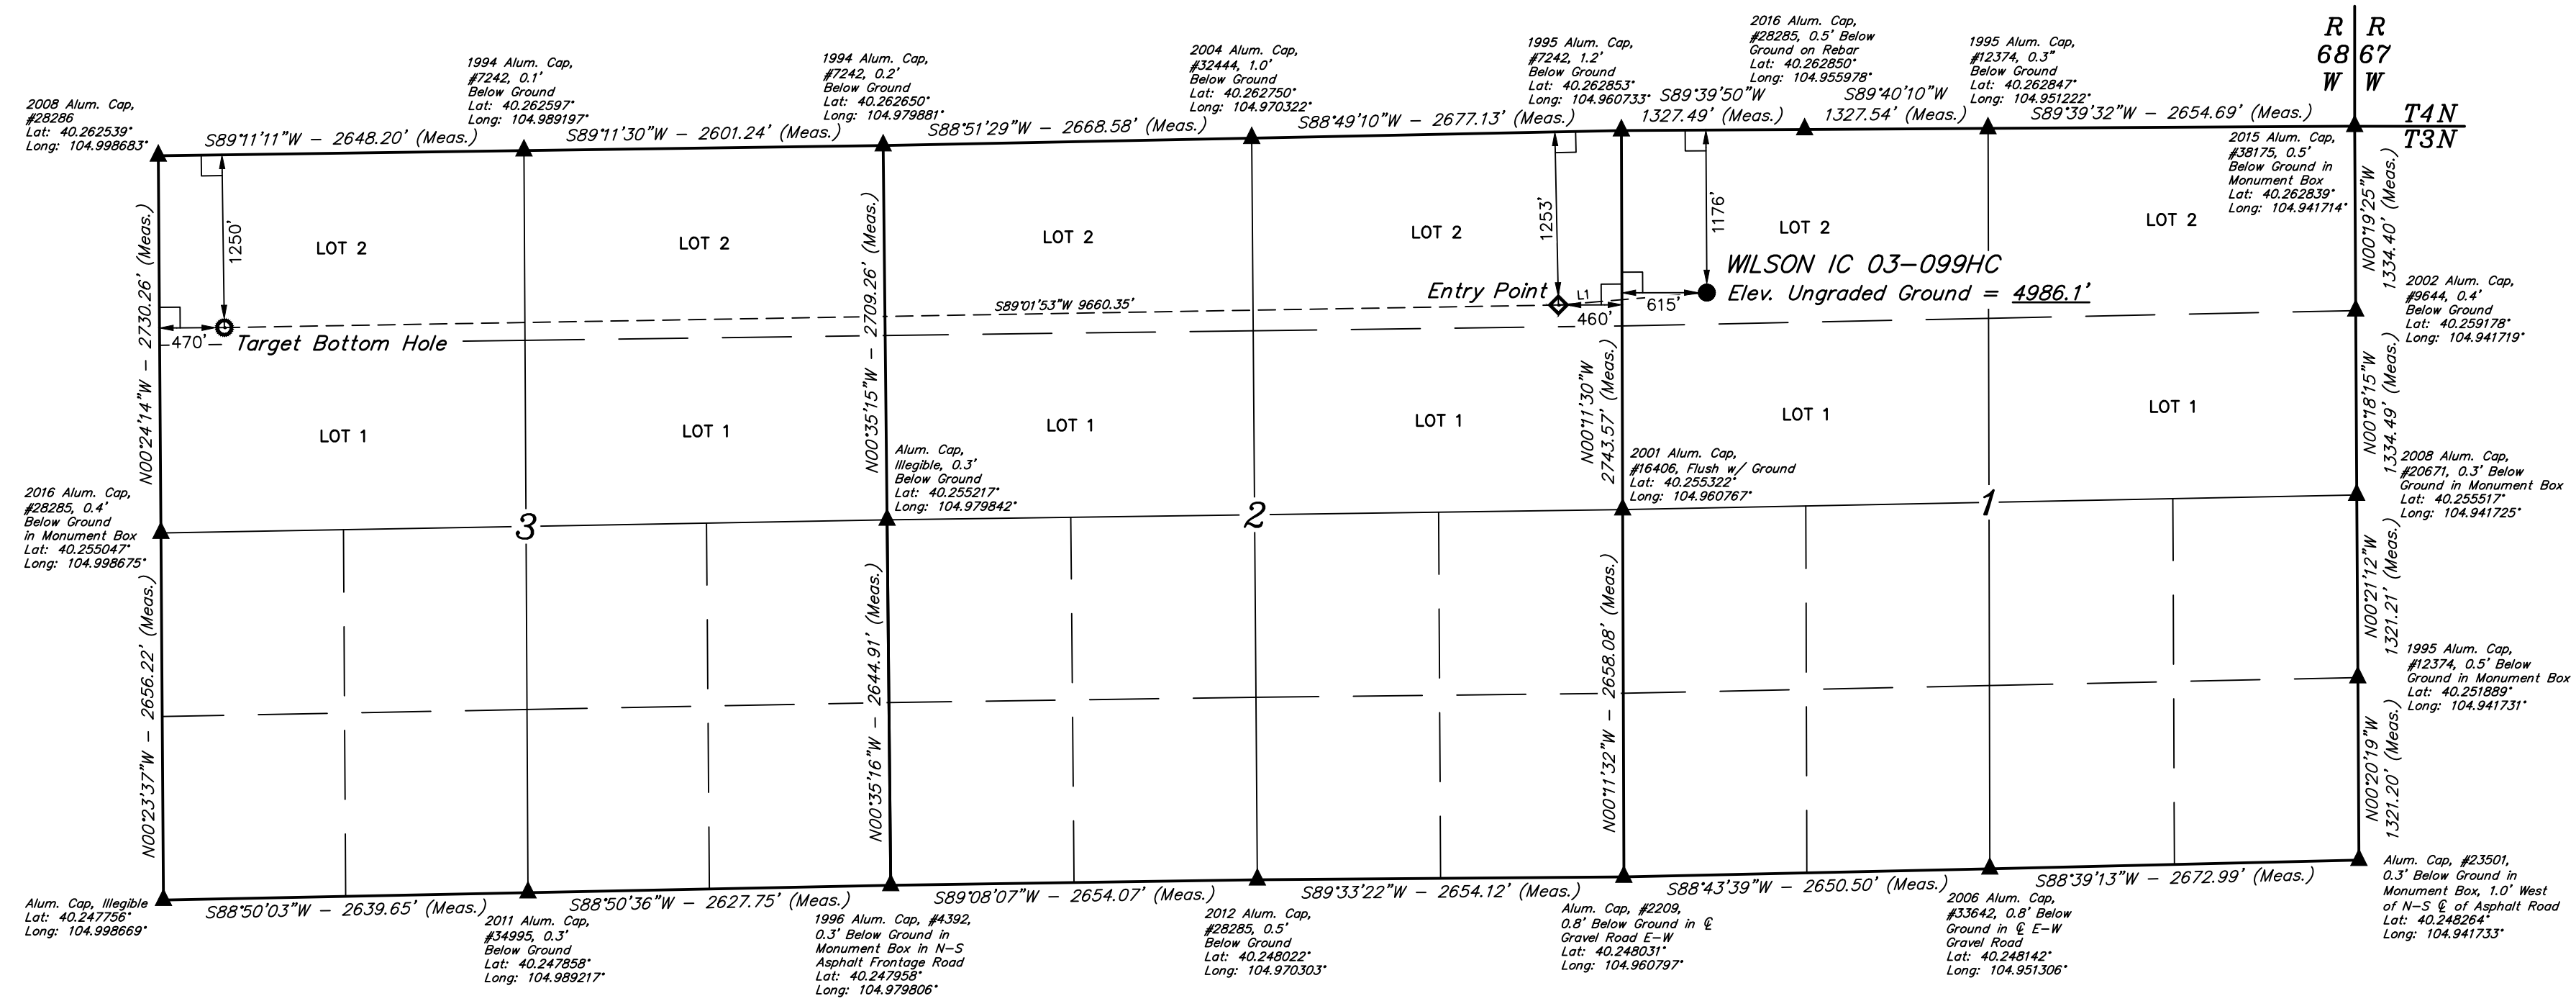 2008 Alum. Cap,
#28286
Lat: 40.262539°
Long: 104.998683°
1994 Alum. Cap,
#7242, 0.1'
Below Ground
Lat: 40.262597°
Long: 104.989197°
1994 Alum. Cap,
#7242, 0.2'
Below Ground
Lat: 40.262650°
Long: 104.979881°
2004 Alum. Cap,
#32444, 1.0'
Below Ground
Lat: 40.262750°
Long: 104.970322°
1995 Alum. Cap,
#7242, 1.2'
Below Ground
Lat: 40.262853°
Long: 104.960733°
2016 Alum. Cap,
#28285, 0.5' Below
Ground on Rebar
Lat: 40.262850°
Long: 104.955978°
1995 Alum. Cap,
#12374, 0.3"
Below Ground
Lat: 40.262847°
Long: 104.951222°
R R
68 67
W W
T4N
T3N
S89°11'11"W - 2648.20' (Meas.)
S89°11'30"W - 2601.24' (Meas.)
S88°51'29"W - 2668.58' (Meas.)
S88°49'10"W - 2677.13' (Meas.)
S89°39'50"W
1327.49' (Meas.)
S89°40'10"W
1327.54' (Meas.)
S89°39'32"W - 2654.69' (Meas.)
2015 Alum. Cap,
#38175, 0.5'
Below Ground in
Monument Box
Lat: 40.262839°
Long: 104.941714°
N00°24'14"W - 2730.26' (Meas.)
1250'
LOT 2
LOT 2
N00°35'15"W - 2709.26' (Meas.)
LOT 2
LOT 2
1253'
1176'
LOT 2
LOT 2
N00°19'25"W
1334.40' (Meas.)
WILSON IC 03-099HC
Elev. Ungraded Ground = 4986.1'
Entry Point
L1
460'
615'
S89°01'53"W 9660.35'
470'
Target Bottom Hole
2002 Alum. Cap,
#9644, 0.4'
Below Ground
Lat: 40.259178°
Long: 104.941719°
N00°11'30"W
2743.57' (Meas.)
N00°18'15"W
1334.49' (Meas.)
LOT 1
LOT 1
LOT 1
LOT 1
LOT 1
LOT 1
Alum. Cap,
Illegible, 0.3'
Below Ground
Lat: 40.255217°
Long: 104.979842°
2001 Alum. Cap,
#16406, Flush w/ Ground
Lat: 40.255322°
Long: 104.960767°
2008 Alum. Cap,
#20671, 0.3' Below
Ground in Monument Box
Lat: 40.255517°
Long: 104.941725°
2016 Alum. Cap,
#28285, 0.4'
Below Ground
in Monument Box
Lat: 40.255047°
Long: 104.998675°
3
2
1
N00°23'37"W - 2656.22' (Meas.)
N00°35'16"W - 2644.91' (Meas.)
N00°11'32"W - 2658.08' (Meas.)
N00°21'12"W
1321.21' (Meas.)
1995 Alum. Cap,
#12374, 0.5' Below
Ground in Monument Box
Lat: 40.251889°
Long: 104.941731°
N00°20'19"W
1321.20' (Meas.)
S88°50'03"W - 2639.65' (Meas.)
S88°50'36"W - 2627.75' (Meas.)
S89°08'07"W - 2654.07' (Meas.)
S89°33'22"W - 2654.12' (Meas.)
S88°43'39"W - 2650.50' (Meas.)
S88°39'13"W - 2672.99' (Meas.)
Alum. Cap, Illegible
Lat: 40.247756°
Long: 104.998669°
2011 Alum. Cap,
#34995, 0.3'
Below Ground
Lat: 40.247858°
Long: 104.989217°
1996 Alum. Cap, #4392,
0.3' Below Ground in
Monument Box in N-S
Asphalt Frontage Road
Lat: 40.247958°
Long: 104.979806°
2012 Alum. Cap,
#28285, 0.5'
Below Ground
Lat: 40.248022°
Long: 104.970303°
Alum. Cap, #2209,
0.8' Below Ground in ℄
Gravel Road E-W
Lat: 40.248031°
Long: 104.960797°
2006 Alum. Cap,
#33642, 0.8' Below
Ground in ℄ E-W
Gravel Road
Lat: 40.248142°
Long: 104.951306°
Alum. Cap, #23501,
0.3' Below Ground in
Monument Box, 1.0' West
of N-S ℄ of Asphalt Road
Lat: 40.248264°
Long: 104.941733°